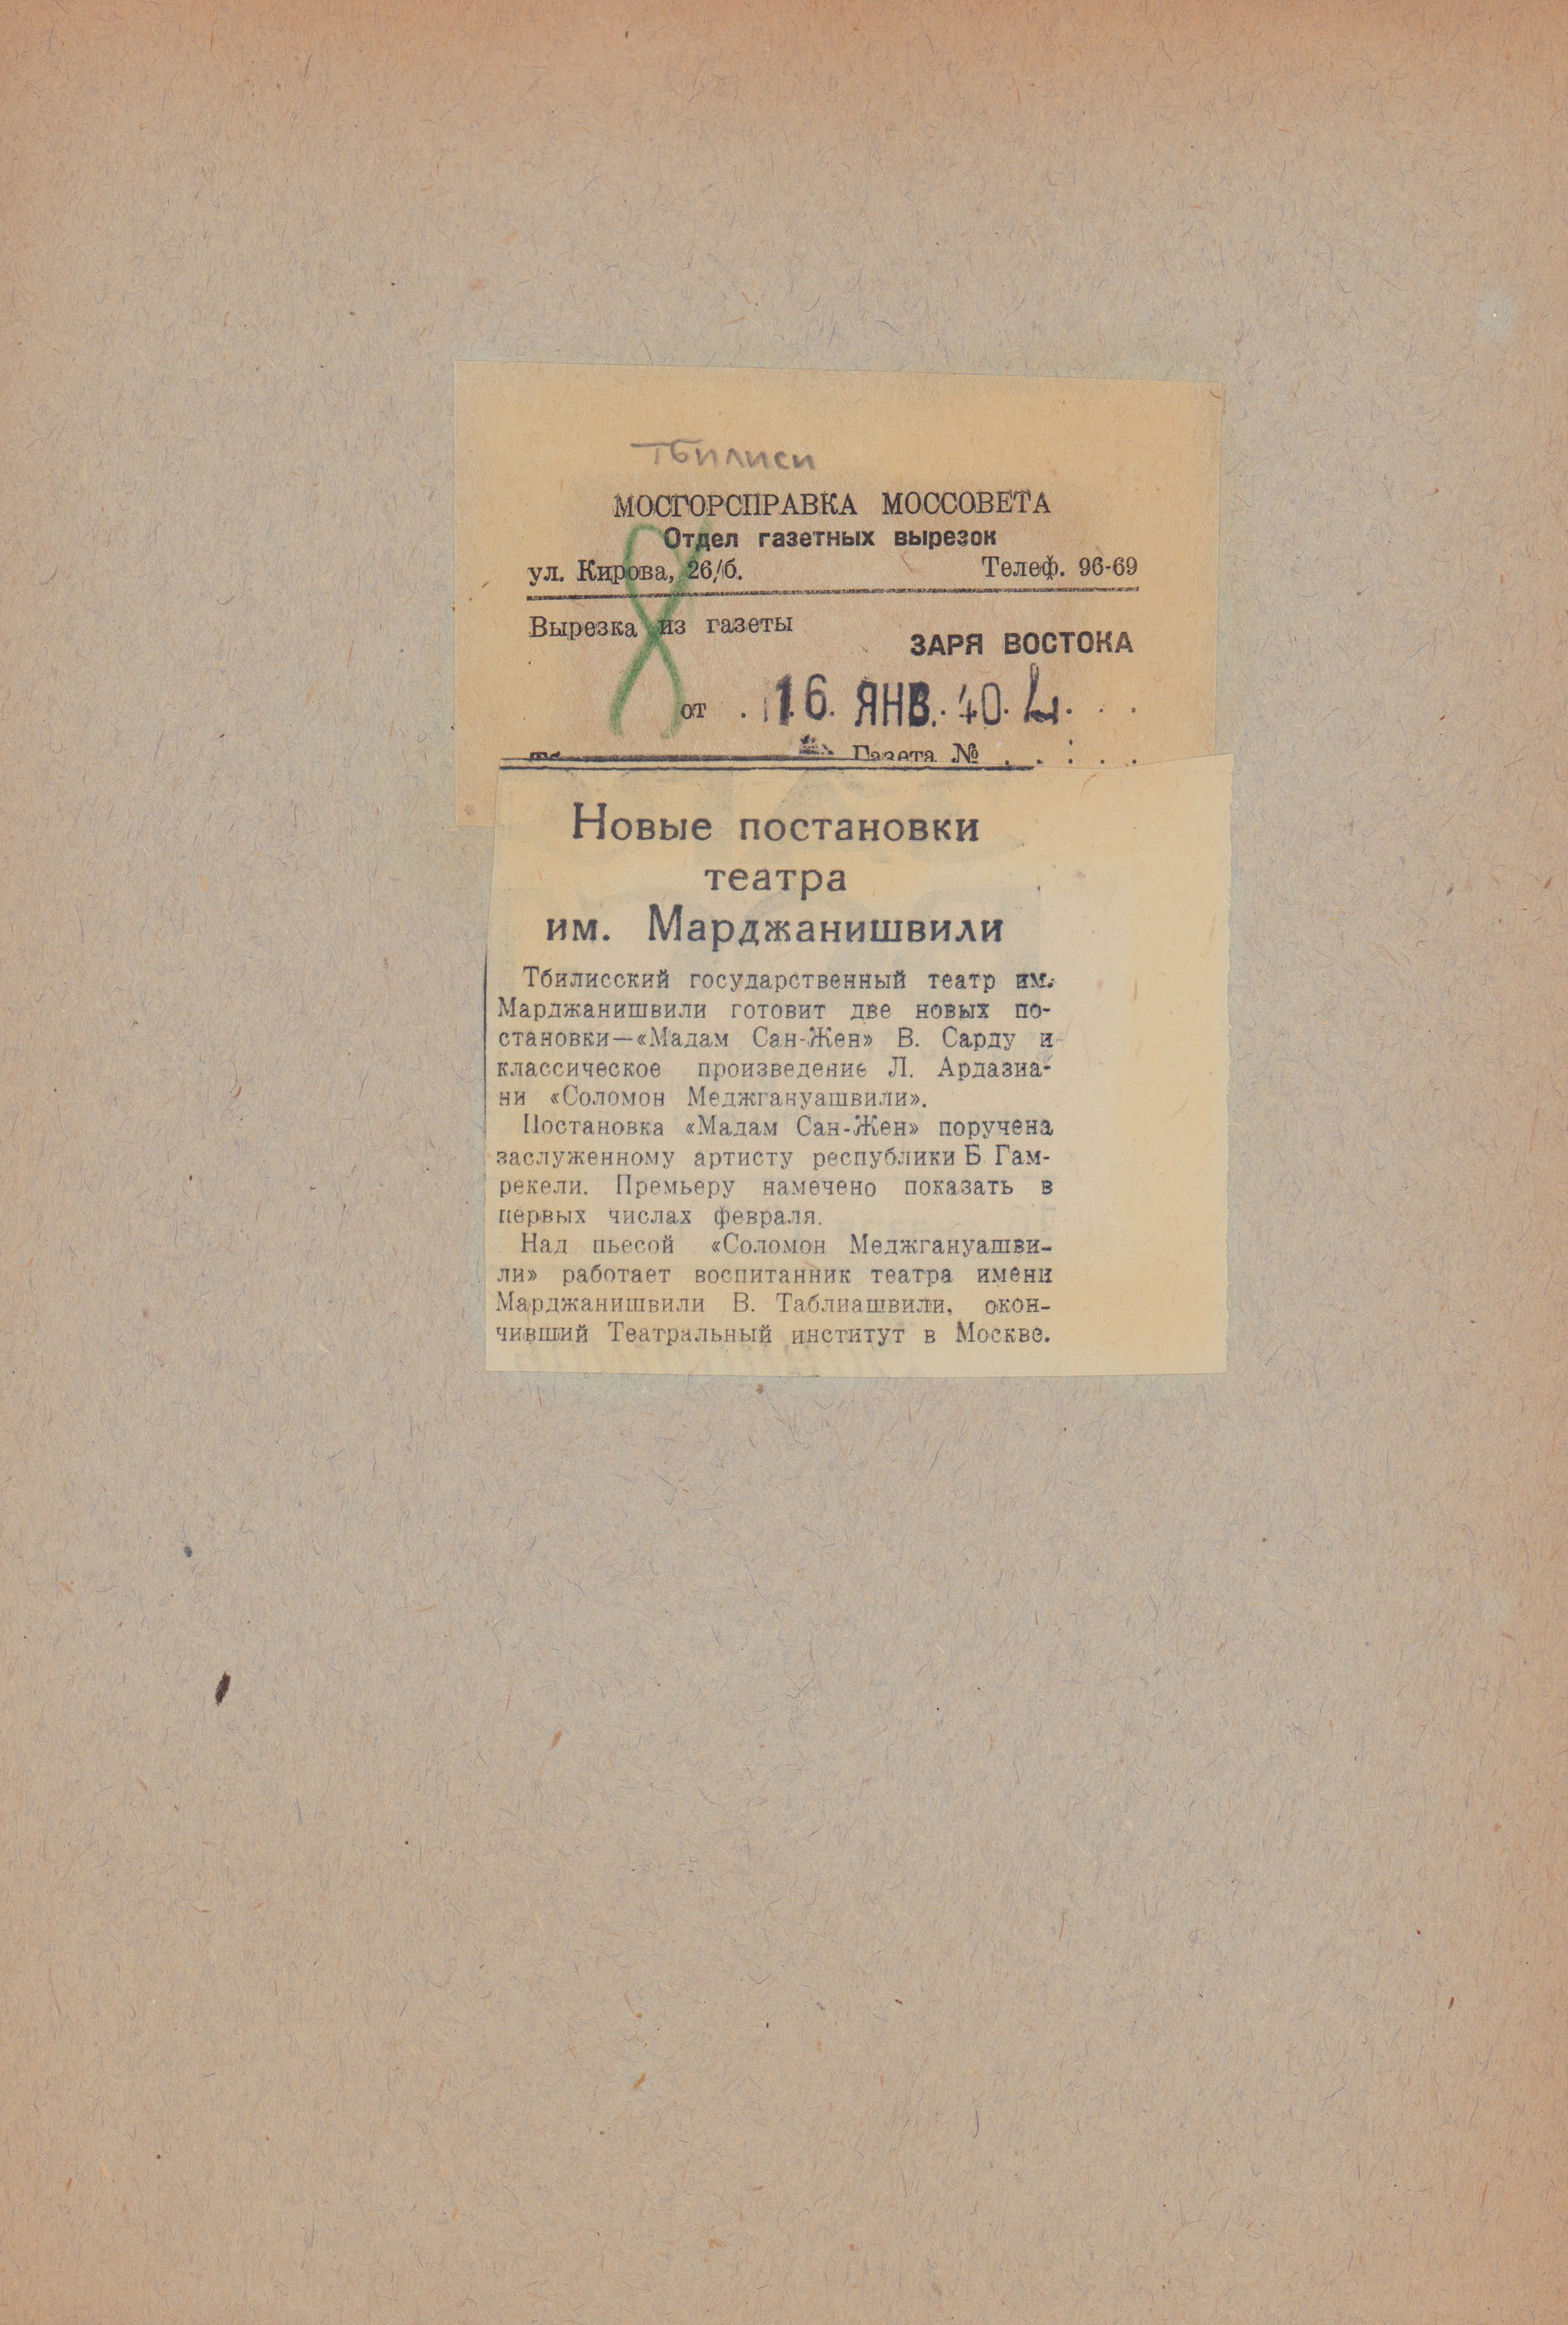 Тбилиси
МОСГОРСПРАВКА МОССОВЕТА
Отдел газетных вырезок
ул. Кирова, 26/б. Телеф. 96-69
Вырезка из газеты
ЗАРЯ ВОСТОКА
от . 16. ЯНВ. 40. . .
Газета № . . . . .
Новые постановки
театра
им. Марджанишвили
Тбилисский государственный театр им.
Марджанишвили готовит две новых по-
становки—«Мадам Сан-Жен» В. Сарду и
классическое произведение Л. Ардазиа-
ни «Соломон Меджгануашвили».
Постановка «Мадам Сан-Жен» поручена
заслуженному артисту республики Б Гам-
рекели. Премьеру намечено показать в
первых числах февраля.
Над пьесой «Соломон Меджгануашви-
ли» работает воспитанник театра имени
Марджанишвили В. Таблиашвили, окон-
чивший Театральный институт в Москве.